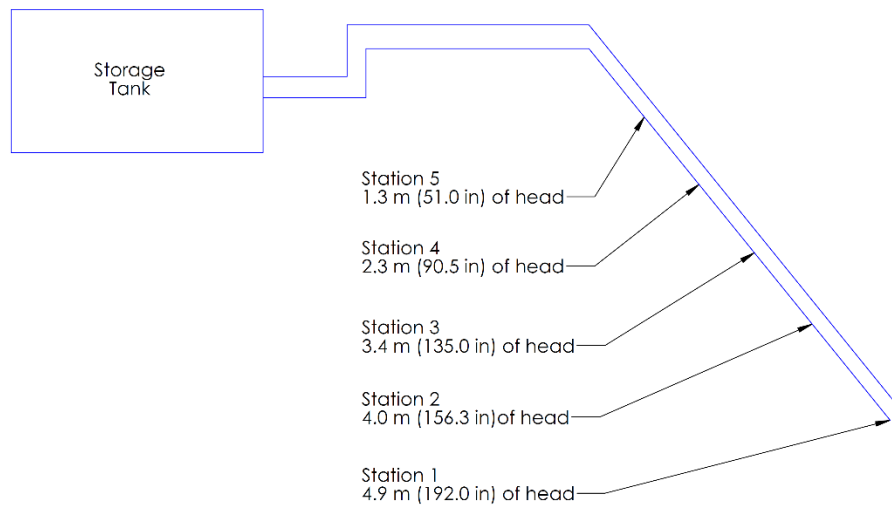 Storage
Tank
Station 5
1.3 m (51.0 in) of head
Station 4
2.3 m (90.5 in) of head
Station 3
3.4 m (135.0 in) of head
Station 2
4.0 m (156.3 in)of head
Station 1
4.9 m (192.0 in) of head